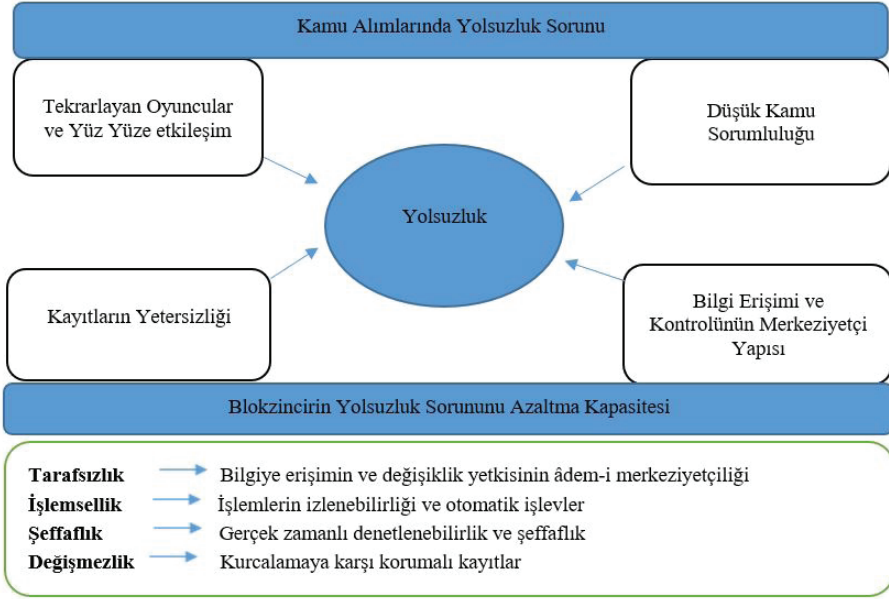 Kamu Alımlarında Yolsuzluk Sorunu
Tekrarlayan Oyuncular
ve Yüz Yüze etkileşim
Düşük Kamu
Sorumluluğu
Yolsuzluk
Kayıtların Yetersizliği
Bilgi Erişimi ve
Kontrolünün Merkeziyetçi
Yapısı
Blokzincirin Yolsuzluk Sorununu Azaltma Kapasitesi
Tarafsızlık Bilgiye erişimin ve değişiklik yetkisinin âdem-i merkeziyetçiliği
İşlemsellik İşlemlerin izlenebilirliği ve otomatik işlevler
Şeffaflık Gerçek zamanlı denetlenebilirlik ve şeffaflık
Değişmezlik Kurcalamaya karşı korumalı kayıtlar